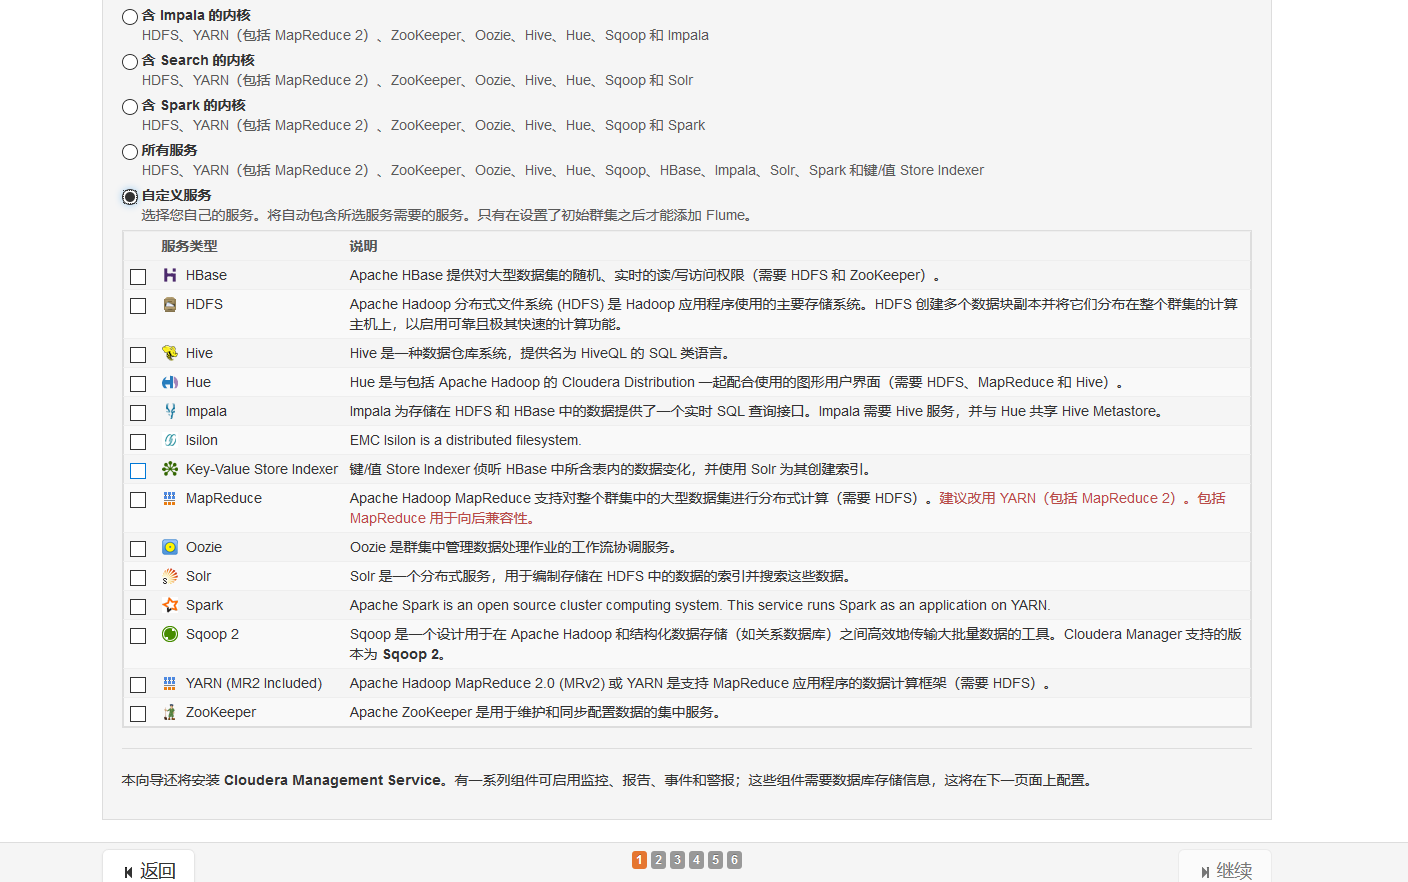 含 Impala 的内核
HDFS、YARN（包括 MapReduce 2）、ZooKeeper、Oozie、Hive、Hue、Sqoop 和 Impala
含 Search 的内核
HDFS、YARN（包括 MapReduce 2）、ZooKeeper、Oozie、Hive、Hue、Sqoop 和 Solr
含 Spark 的内核
HDFS、YARN（包括 MapReduce 2）、ZooKeeper、Oozie、Hive、Hue、Sqoop 和 Spark
所有服务
HDFS、YARN（包括 MapReduce 2）、ZooKeeper、Oozie、Hive、Hue、Sqoop、HBase、Impala、Solr、Spark 和键/值 Store Indexer
自定义服务
选择您自己的服务。将自动包含所选服务需要的服务。只有在设置了初始群集之后才能添加 Flume。
服务类型 说明
HBase Apache HBase 提供对大型数据集的随机、实时的读/写访问权限（需要 HDFS 和 ZooKeeper）。
HDFS Apache Hadoop 分布式文件系统 (HDFS) 是 Hadoop 应用程序使用的主要存储系统。HDFS 创建多个数据块副本并将它们分布在整个群集的计算
主机上，以启用可靠且极其快速的计算功能。
Hive Hive 是一种数据仓库系统，提供名为 HiveQL 的 SQL 类语言。
Hue Hue 是与包括 Apache Hadoop 的 Cloudera Distribution 一起配合使用的图形用户界面（需要 HDFS、MapReduce 和 Hive）。
Impala Impala 为存储在 HDFS 和 HBase 中的数据提供了一个实时 SQL 查询接口。Impala 需要 Hive 服务，并与 Hue 共享 Hive Metastore。
Isilon EMC Isilon is a distributed filesystem.
Key-Value Store Indexer 键/值 Store Indexer 侦听 HBase 中所含表内的数据变化，并使用 Solr 为其创建索引。
MapReduce Apache Hadoop MapReduce 支持对整个群集中的大型数据集进行分布式计算（需要 HDFS）。建议改用 YARN（包括 MapReduce 2）。包括
MapReduce 用于向后兼容性。
Oozie Oozie 是群集中管理数据处理作业的工作流协调服务。
Solr Solr 是一个分布式服务，用于编制存储在 HDFS 中的数据的索引并搜索这些数据。
Spark Apache Spark is an open source cluster computing system. This service runs Spark as an application on YARN.
Sqoop 2 Sqoop 是一个设计用于在 Apache Hadoop 和结构化数据存储（如关系数据库）之间高效地传输大批量数据的工具。Cloudera Manager 支持的版
本为 Sqoop 2。
YARN (MR2 Included) Apache Hadoop MapReduce 2.0 (MRv2) 或 YARN 是支持 MapReduce 应用程序的数据计算框架（需要 HDFS）。
ZooKeeper Apache ZooKeeper 是用于维护和同步配置数据的集中服务。
本向导还将安装 Cloudera Management Service。有一系列组件可启用监控、报告、事件和警报；这些组件需要数据库存储信息，这将在下一页面上配置。
返回 1 2 3 4 5 6 继续